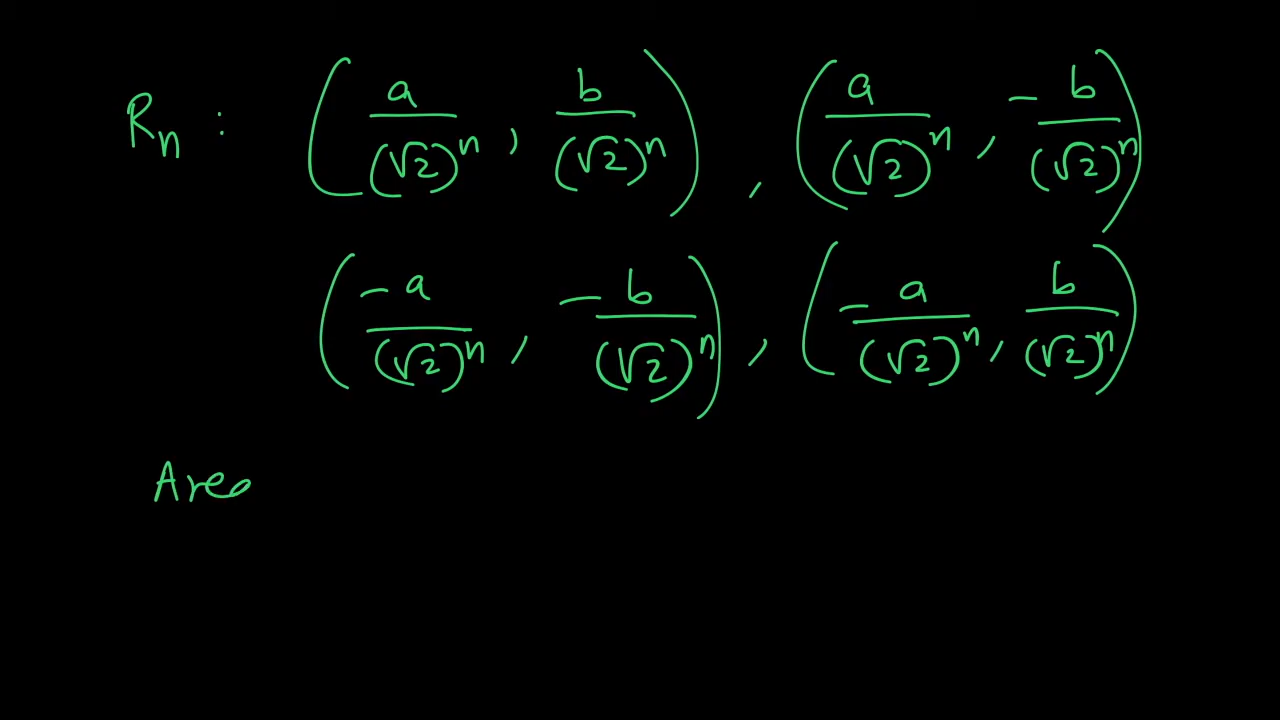 Rn : (a/(√2)^n , b/(√2)^n) , (a/(√2)^n , -b/(√2)^n)
(-a/(√2)^n , -b/(√2)^n) , (-a/(√2)^n , b/(√2)^n)
Area